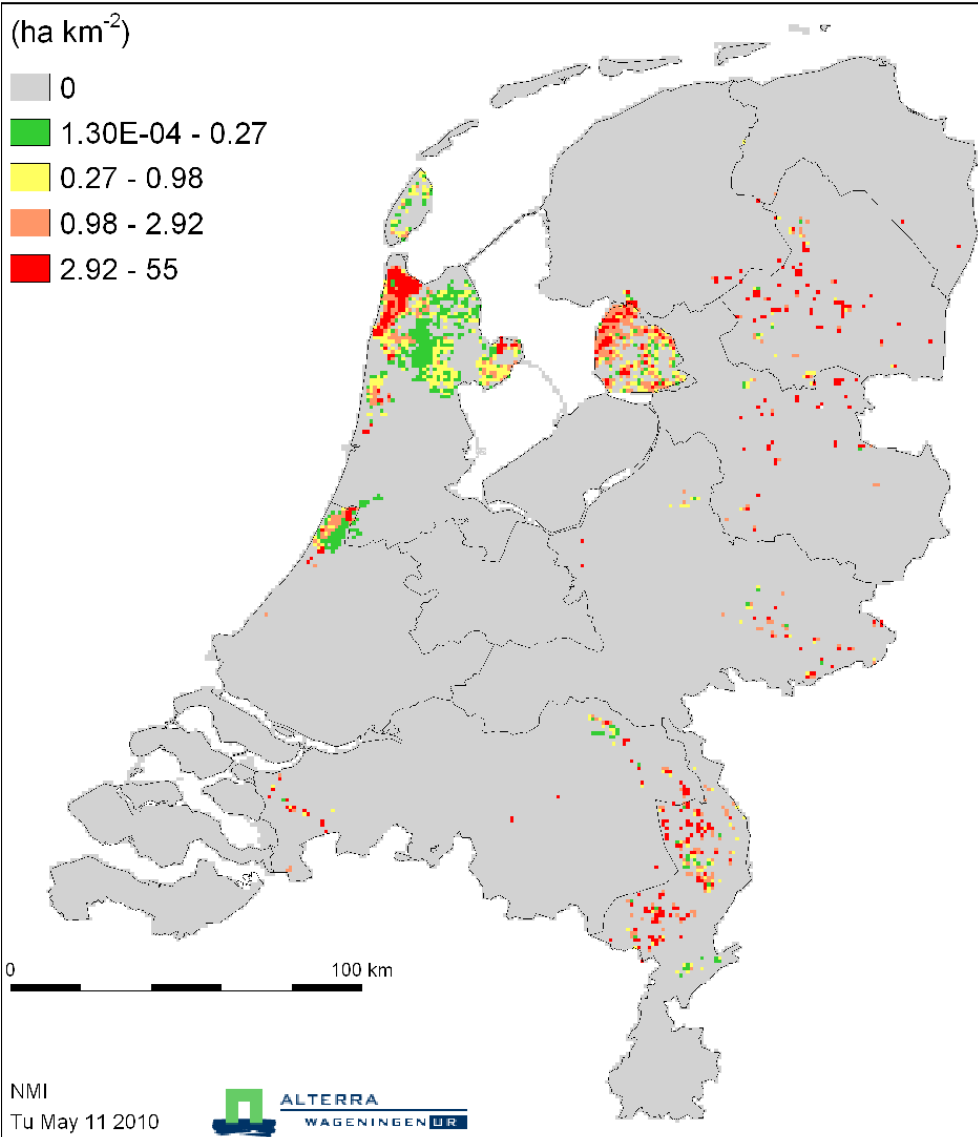 (ha km-2)
0
1.30E-04 - 0.27
0.27 - 0.98
0.98 - 2.92
2.92 - 55
0 100 km
NMI
Tu May 11 2010
ALTERRA
WAGENINGEN UR